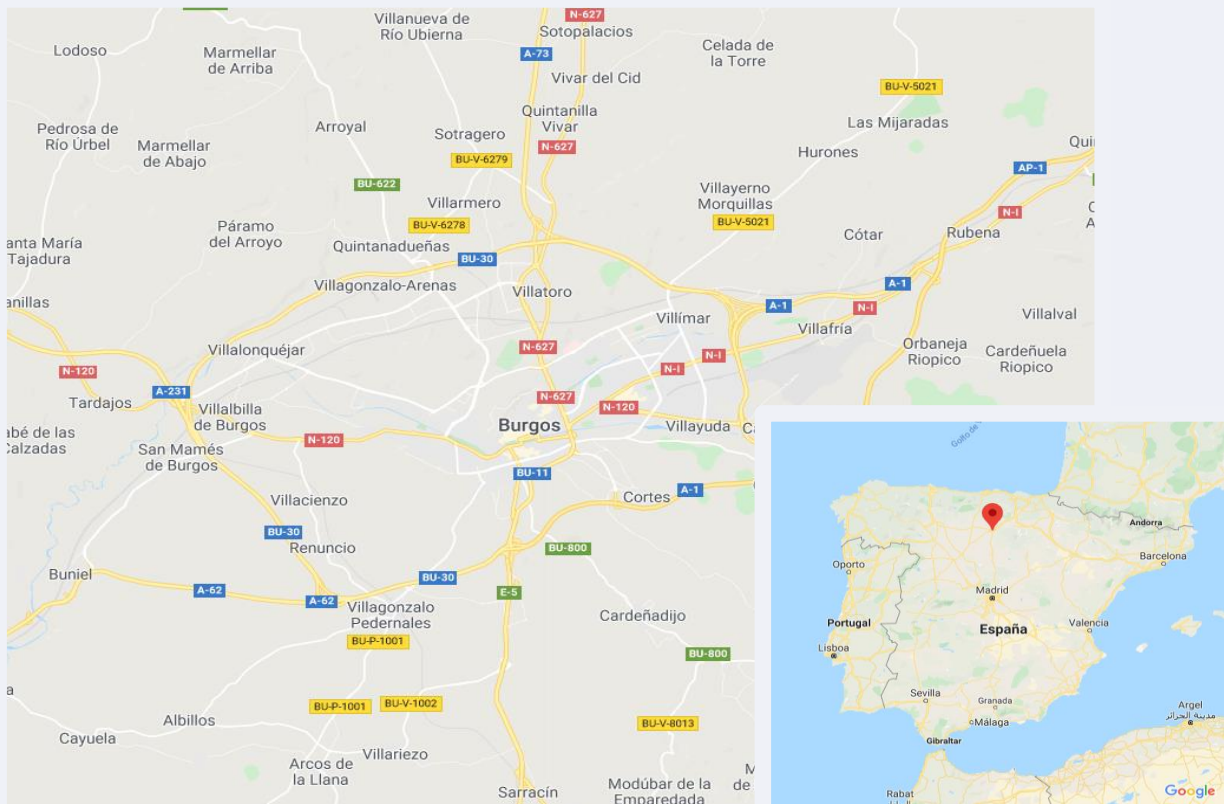 N-627
Villanueva de
Río Ubierna
Sotopalacios
Lodoso
Marmellar
de Arriba
A-73
Celada de
la Torre
Vivar del Cid
BU-V-5021
Quintanilla
Vivar
Pedrosa de
Río Úrbel
Arroyal
Las Mijaradas
Marmellar
de Abajo
Sotragero
N-627
Hurones
Qui
BU-V-6279
AP-1
BU-622
Villayerno
Morquillas
Villarmero
N-I
BU-V-6278
BU-V-5021
Páramo
del Arroyo
Cótar
Rubena
anta María
Tajadura
Quintanadueñas
BU-30
Villagonzalo-Arenas
Villatoro
A-1
anillas
A-1
N-I
Villímar
Villafría
Villalval
Villalonquéjar
N-627
Orbaneja
Riopico
Cardeñuela
Riopico
N-120
N-I
N-I
A-231
Tardajos
N-627
N-120
Villalbilla
de Burgos
Burgos
Villayuda
abé de las
Calzadas
N-120
San Mamés
de Burgos
BU-11
Villacienzo
Cortes
A-1
BU-30
Renuncio
BU-800
Buniel
BU-30
A-62
A-62
E-5
Villagonzalo
Pedernales
Cardeñadijo
BU-P-1001
BU-800
BU-P-1001
BU-V-1002
Albillos
BU-V-8013
Cayuela
Villariezo
Arcos de
la Llana
Modúbar de la
Emparedada
Sarracín
Golfo de
Andorra
Barcelona
Oporto
Madrid
Portugal
España
Valencia
Lisboa
Sevilla
Granada
Málaga
Gibraltar
Argel
مدينة الجزائر
Rabat
Google